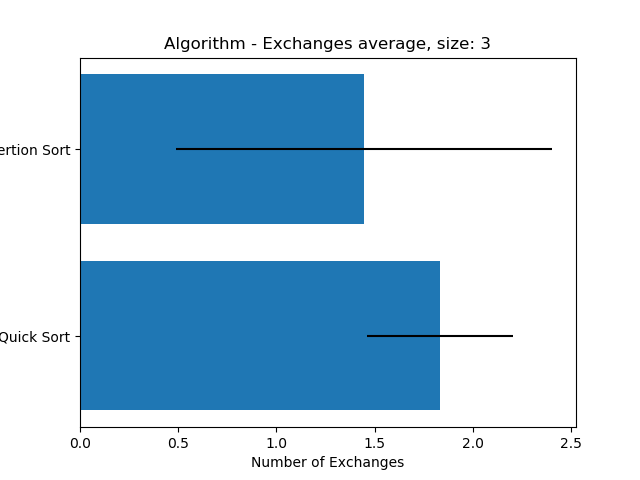 Algorithm - Exchanges average, size: 3
ertion Sort
Quick Sort
0.0 0.5 1.0 1.5 2.0 2.5
Number of Exchanges